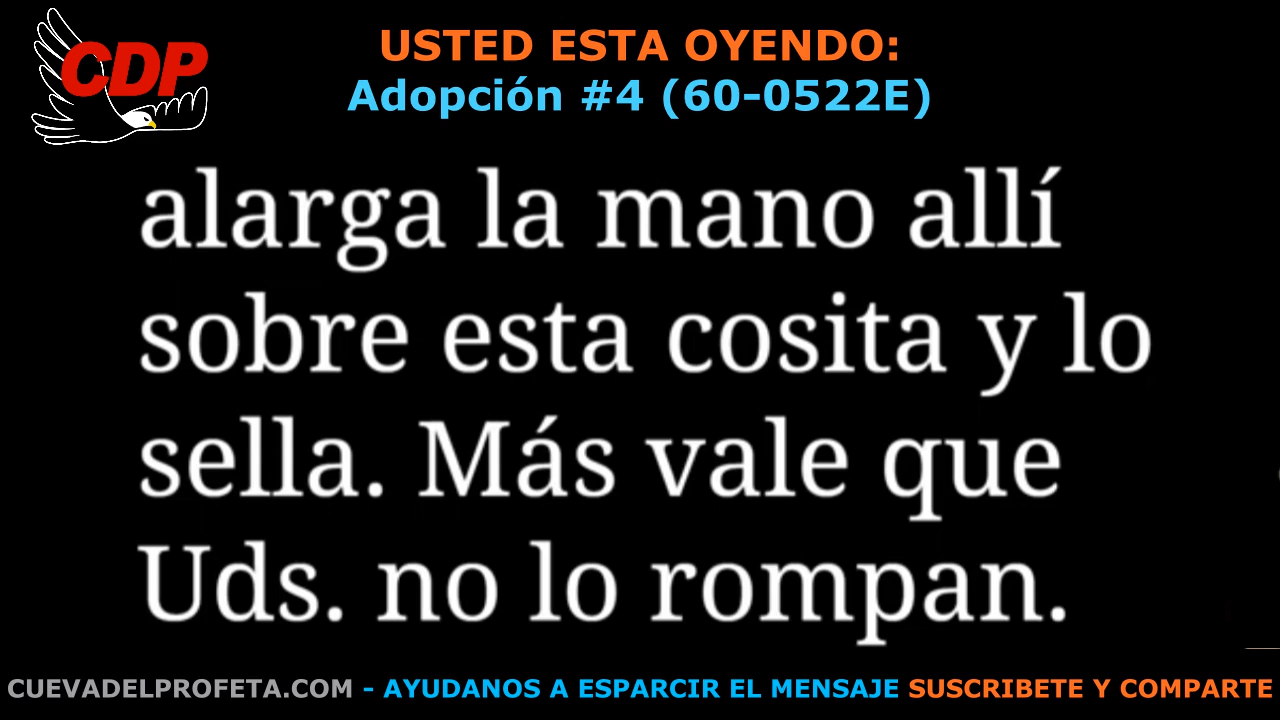 CDP
USTED ESTA OYENDO:
Adopción #4 (60-0522E)
alarga la mano allí
sobre esta cosita y lo
sella. Más vale que
Uds. no lo rompan.
CUEVADELPROFETA.COM - AYUDANOS A ESPARCIR EL MENSAJE SUSCRIBETE Y COMPARTE